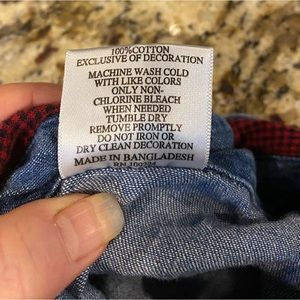 100%COTTON
EXCLUSIVE OF DECORATION
MACHINE WASH COLD
WITH LIKE COLORS
ONLY NON-
CHLORINE BLEACH
WHEN NEEDED
TUMBLE DRY
REMOVE PROMPTLY
DO NOT IRON OR
DRY CLEAN DECORATION
MADE IN BANGLADESH
RN